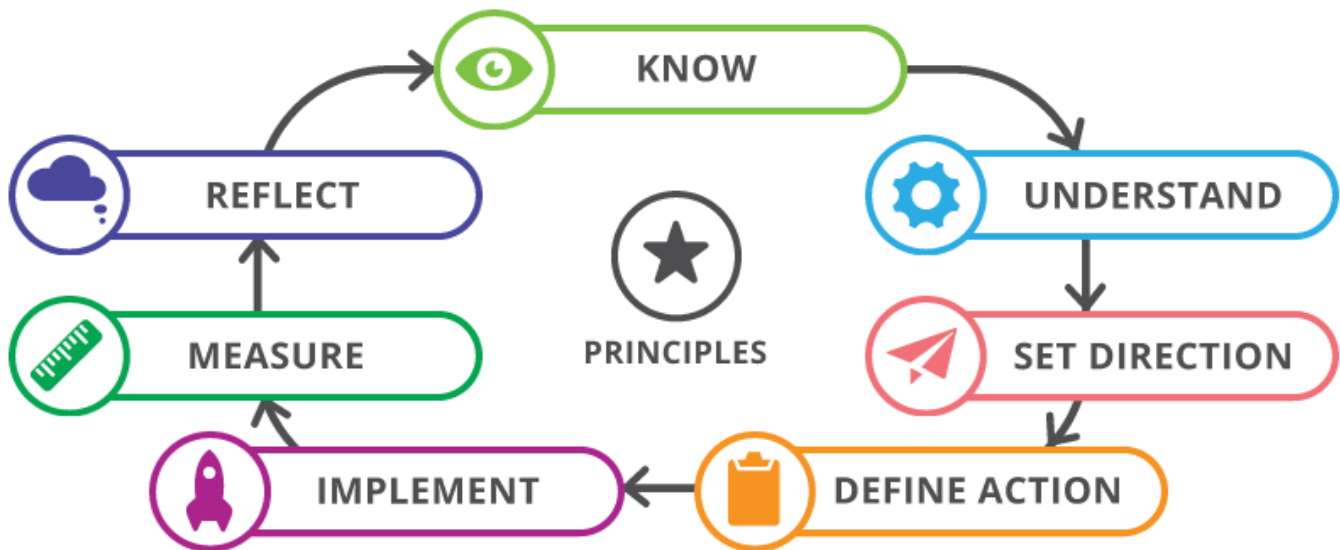 KNOW
UNDERSTAND
SET DIRECTION
DEFINE ACTION
IMPLEMENT
MEASURE
REFLECT
PRINCIPLES